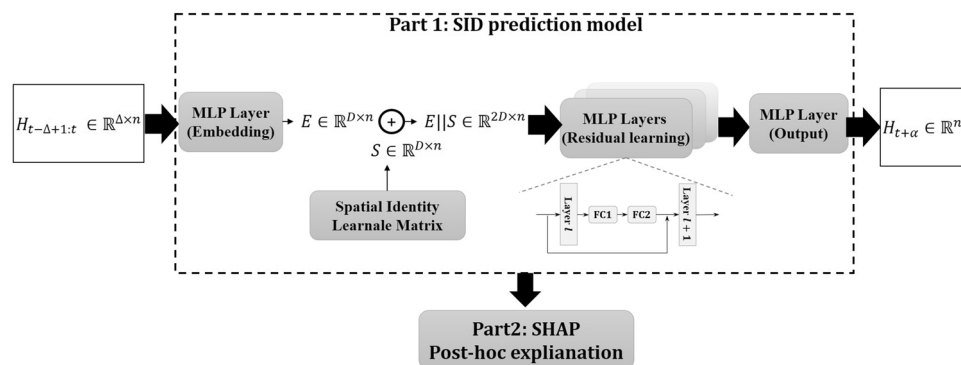 Part 1: SID prediction model
H_{t−Δ+1:t} ∈ ℝ^{Δ×n}
MLP Layer
(Embedding)
E ∈ ℝ^{D×n}
+
E||S ∈ ℝ^{2D×n}
S ∈ ℝ^{D×n}
Spatial Identity
Learnale Matrix
MLP Layers
(Residual learning)
Layer l
FC1
FC2
Layer l + 1
MLP Layer
(Output)
H_{t+α} ∈ ℝ^n
Part2: SHAP
Post-hoc explianation